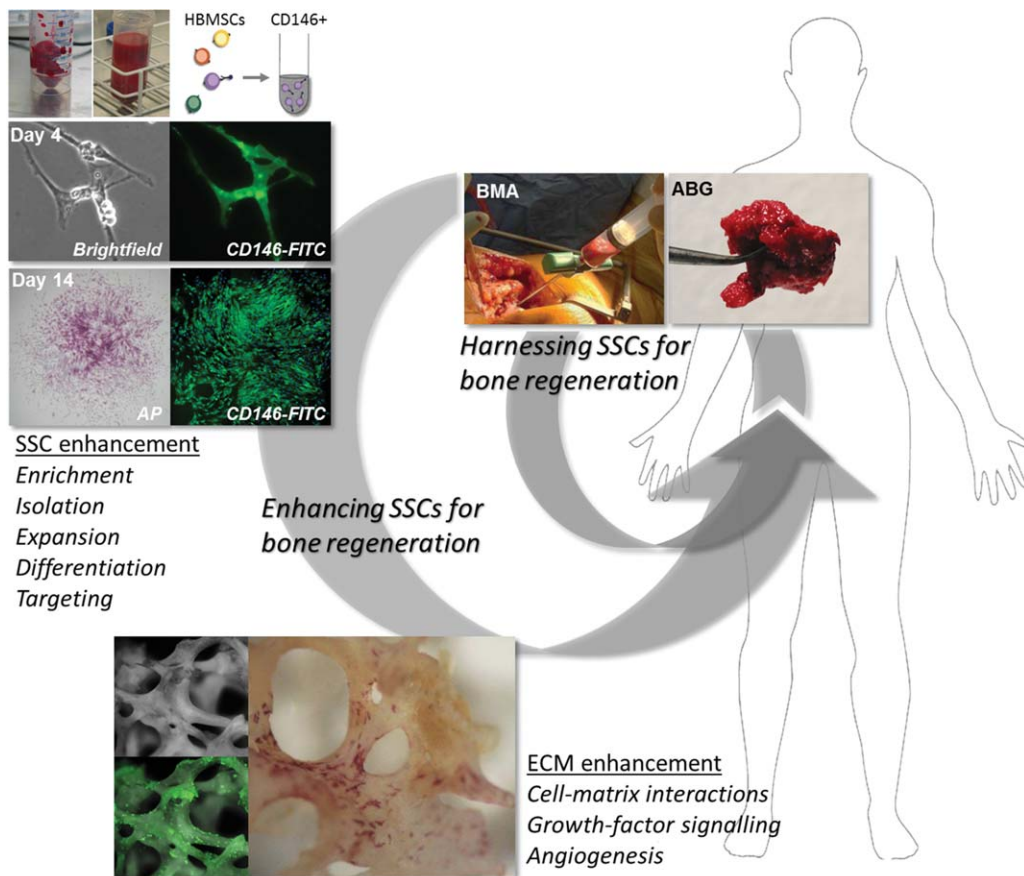 HBMSCs
CD146+
Day 4
Brightfield
CD146-FITC
Day 14
AP
CD146-FITC
SSC enhancement
Enrichment
Isolation
Expansion
Differentiation
Targeting
BMA
ABG
Harnessing SSCs for
bone regeneration
Enhancing SSCs for
bone regeneration
ECM enhancement
Cell-matrix interactions
Growth-factor signalling
Angiogenesis